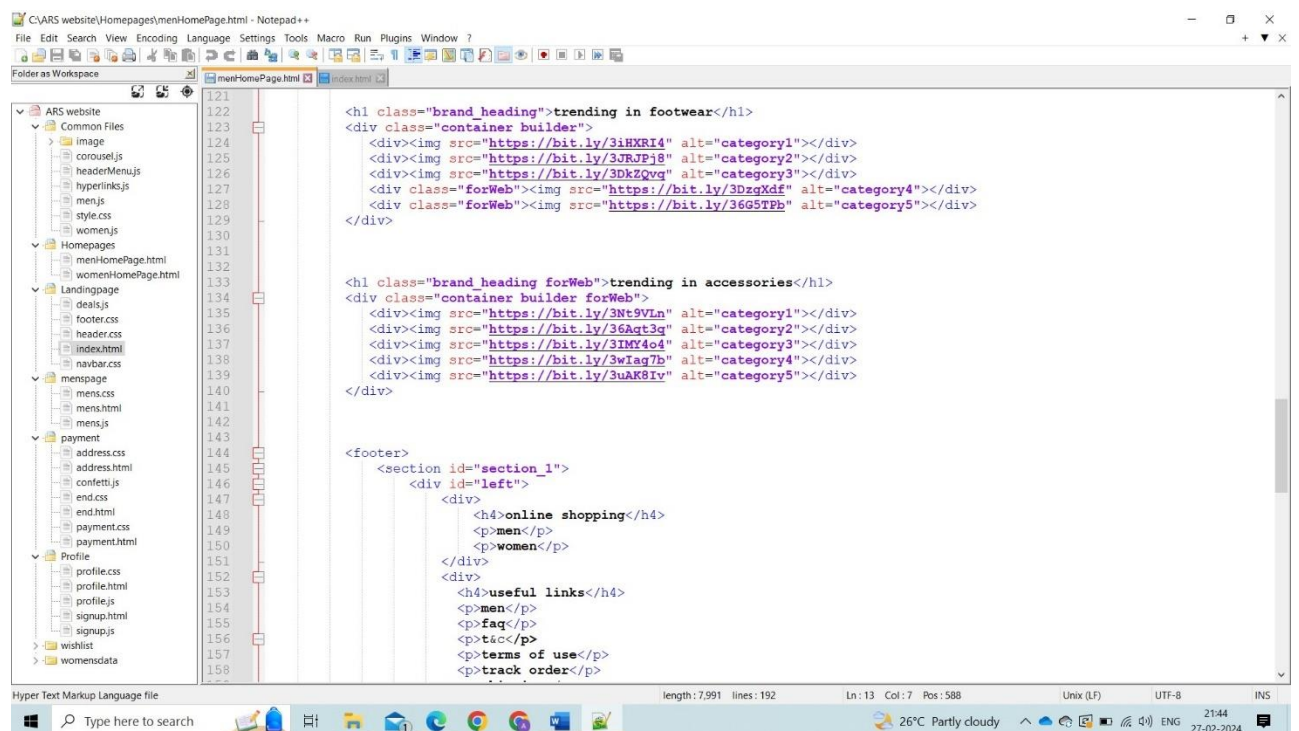 C:\ARS website\Homepages\menHomePage.html - Notepad++
File Edit Search View Encoding Language Settings Tools Macro Run Plugins Window ?
+ ▼ X
Folder as Workspace
menHomePage.html
index.html
ARS website
Common Files
image
corousel.js
headerMenu.js
hyperlinks.js
men.js
style.css
women.js
Homepages
menHomePage.html
womenHomePage.html
Landingpage
deals.js
footer.css
header.css
index.html
navbar.css
menspage
mens.css
mens.html
mens.js
payment
address.css
address.html
confetti.js
end.css
end.html
payment.css
payment.html
Profile
profile.css
profile.html
profile.js
signup.html
signup.js
wishlist
womensdata
121
122 <h1 class="brand_heading">trending in footwear</h1>
123 <div class="container builder">
124 <div><img src="https://bit.ly/3iHXRI4" alt="category1"></div>
125 <div><img src="https://bit.ly/3JRJPj8" alt="category2"></div>
126 <div><img src="https://bit.ly/3DkZQvq" alt="category3"></div>
127 <div class="forWeb"><img src="https://bit.ly/3DzgXdf" alt="category4"></div>
128 <div class="forWeb"><img src="https://bit.ly/36G5TPb" alt="category5"></div>
129 </div>
130
131
132
133 <h1 class="brand_heading forWeb">trending in accessories</h1>
134 <div class="container builder forWeb">
135 <div><img src="https://bit.ly/3Nt9VLn" alt="category1"></div>
136 <div><img src="https://bit.ly/36Aqt3q" alt="category2"></div>
137 <div><img src="https://bit.ly/3IMY4o4" alt="category3"></div>
138 <div><img src="https://bit.ly/3wIag7b" alt="category4"></div>
139 <div><img src="https://bit.ly/3uAK8Iv" alt="category5"></div>
140 </div>
141
142
143
144 <footer>
145 <section id="section_1">
146 <div id="left">
147 <div>
148 <h4>online shopping</h4>
149 <p>men</p>
150 <p>women</p>
151 </div>
152 <div>
153 <h4>useful links</h4>
154 <p>men</p>
155 <p>faq</p>
156 <p>t&c</p>
157 <p>terms of use</p>
158 <p>track order</p>
Hyper Text Markup Language file length : 7,991 lines : 192 Ln : 13 Col : 7 Pos : 588 Unix (LF) UTF-8 INS
Type here to search
26°C Partly cloudy
ENG
21:44
27-02-2024